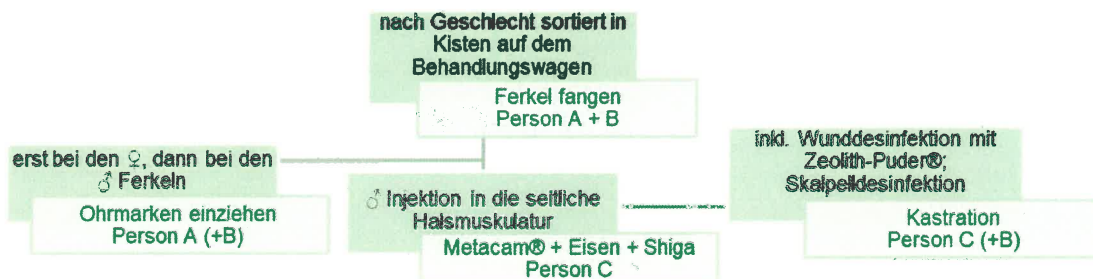 nach Geschlecht sortiert in
Kisten auf dem
Behandlungswagen
Ferkel fangen
Person A + B
erst bei den ♀, dann bei den
♂ Ferkeln
Ohrmarken einziehen
Person A (+B)
♂ Injektion in die seitliche
Halsmuskulatur
Metacam® + Eisen + Shiga
Person C
inkl. Wunddesinfektion mit
Zeolith-Puder®;
Skalpelldesinfektion
Kastration
Person C (+B)